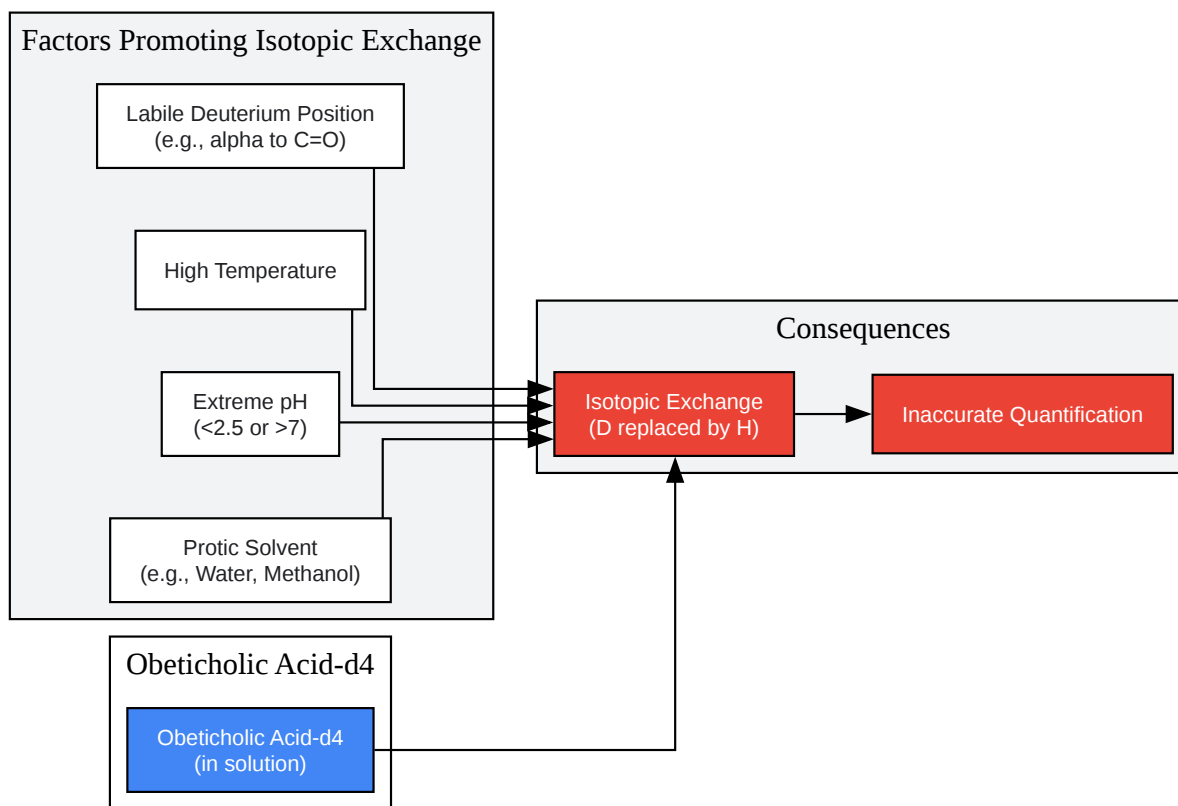 Factors Promoting Isotopic Exchange
Labile Deuterium Position
(e.g., alpha to C=O)
High Temperature
Extreme pH
(<2.5 or >7)
Protic Solvent
(e.g., Water, Methanol)
Consequences
Isotopic Exchange
(D replaced by H)
Inaccurate Quantification
Obeticholic Acid-d4
Obeticholic Acid-d4
(in solution)